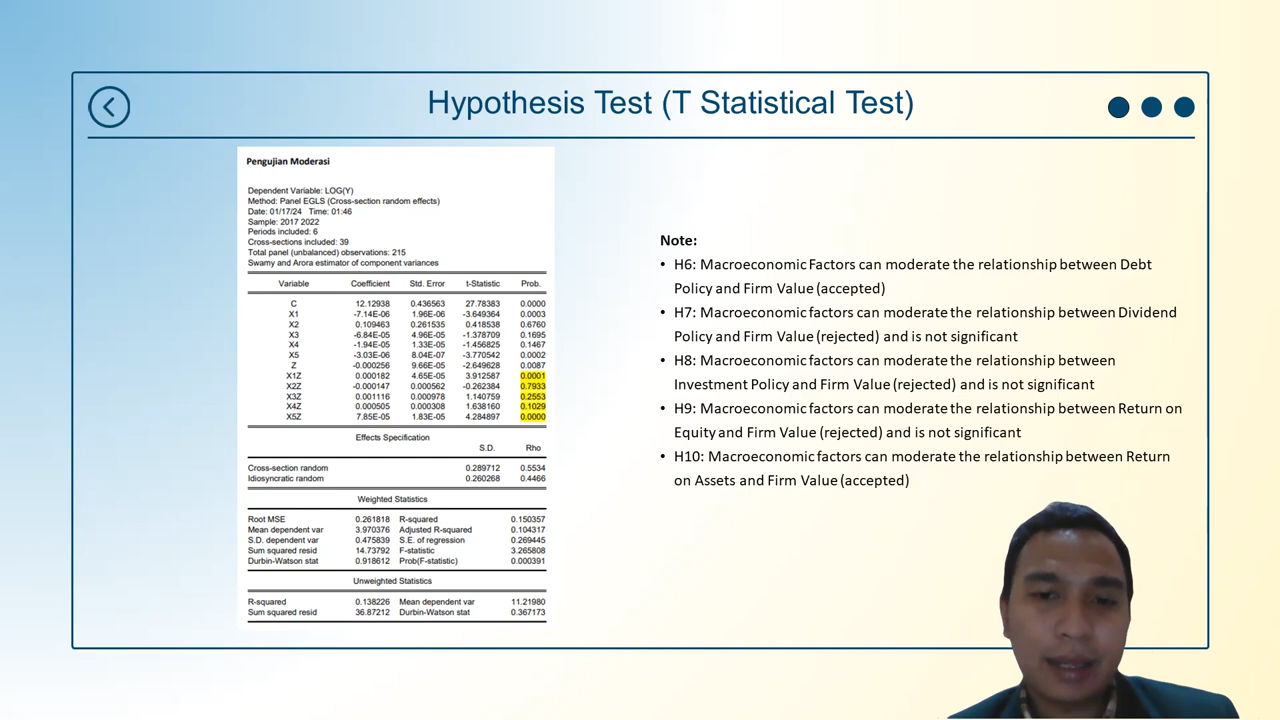 Hypothesis Test (T Statistical Test)
Pengujian Moderasi
Dependent Variable: LOG(Y)
Method: Panel EGLS (Cross-section random effects)
Date: 01/17/24 Time: 01:46
Sample: 2017 2022
Periods included: 6
Cross-sections included: 39
Total panel (unbalanced) observations: 215
Swamy and Arora estimator of component variances
Variable Coefficient Std. Error t-Statistic Prob.
C 12.12938 0.436563 27.78383 0.0000
X1 -7.14E-06 1.96E-06 -3.649364 0.0003
X2 0.109463 0.261535 0.418538 0.6760
X3 -6.84E-05 4.96E-05 -1.378709 0.1695
X4 -1.94E-05 1.33E-05 -1.456825 0.1467
X5 -3.03E-06 8.04E-07 -3.770542 0.0002
Z -0.000256 9.66E-05 -2.649628 0.0087
X1Z 0.000182 4.65E-05 3.912587 0.0001
X2Z -0.000147 0.000562 -0.262384 0.7933
X3Z 0.001116 0.000978 1.140759 0.2553
X4Z 0.000505 0.000308 1.638160 0.1029
X5Z 7.85E-05 1.83E-05 4.284897 0.0000
Effects Specification
S.D. Rho
Cross-section random 0.289712 0.5534
Idiosyncratic random 0.260268 0.4466
Weighted Statistics
Root MSE 0.261818 R-squared 0.150357
Mean dependent var 3.970376 Adjusted R-squared 0.104317
S.D. dependent var 0.475839 S.E. of regression 0.269445
Sum squared resid 14.73792 F-statistic 3.265808
Durbin-Watson stat 0.918612 Prob(F-statistic) 0.000391
Unweighted Statistics
R-squared 0.138226 Mean dependent var 11.21980
Sum squared resid 36.87212 Durbin-Watson stat 0.367173
Note:
• H6: Macroeconomic Factors can moderate the relationship between Debt
Policy and Firm Value (accepted)
• H7: Macroeconomic factors can moderate the relationship between Dividend
Policy and Firm Value (rejected) and is not significant
• H8: Macroeconomic factors can moderate the relationship between
Investment Policy and Firm Value (rejected) and is not significant
• H9: Macroeconomic factors can moderate the relationship between Return on
Equity and Firm Value (rejected) and is not significant
• H10: Macroeconomic factors can moderate the relationship between Return
on Assets and Firm Value (accepted)